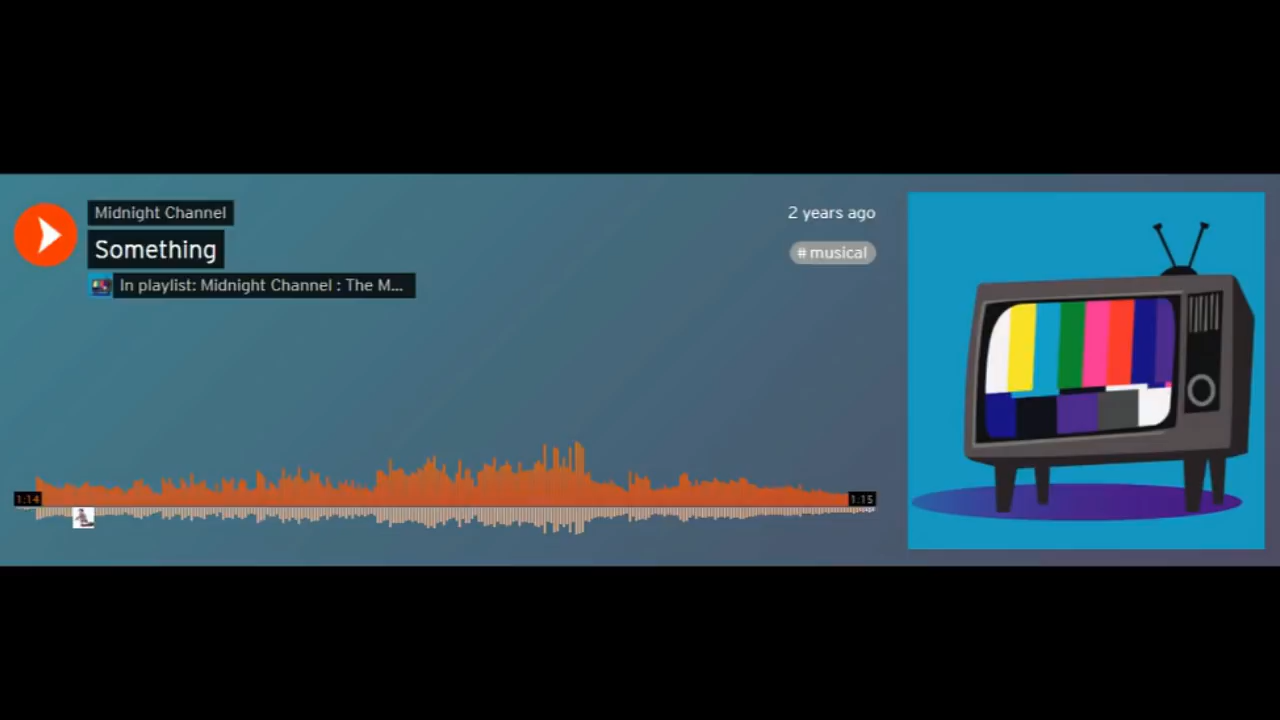 Midnight Channel
2 years ago
Something
# musical
In playlist: Midnight Channel : The M...
1:14
1:15